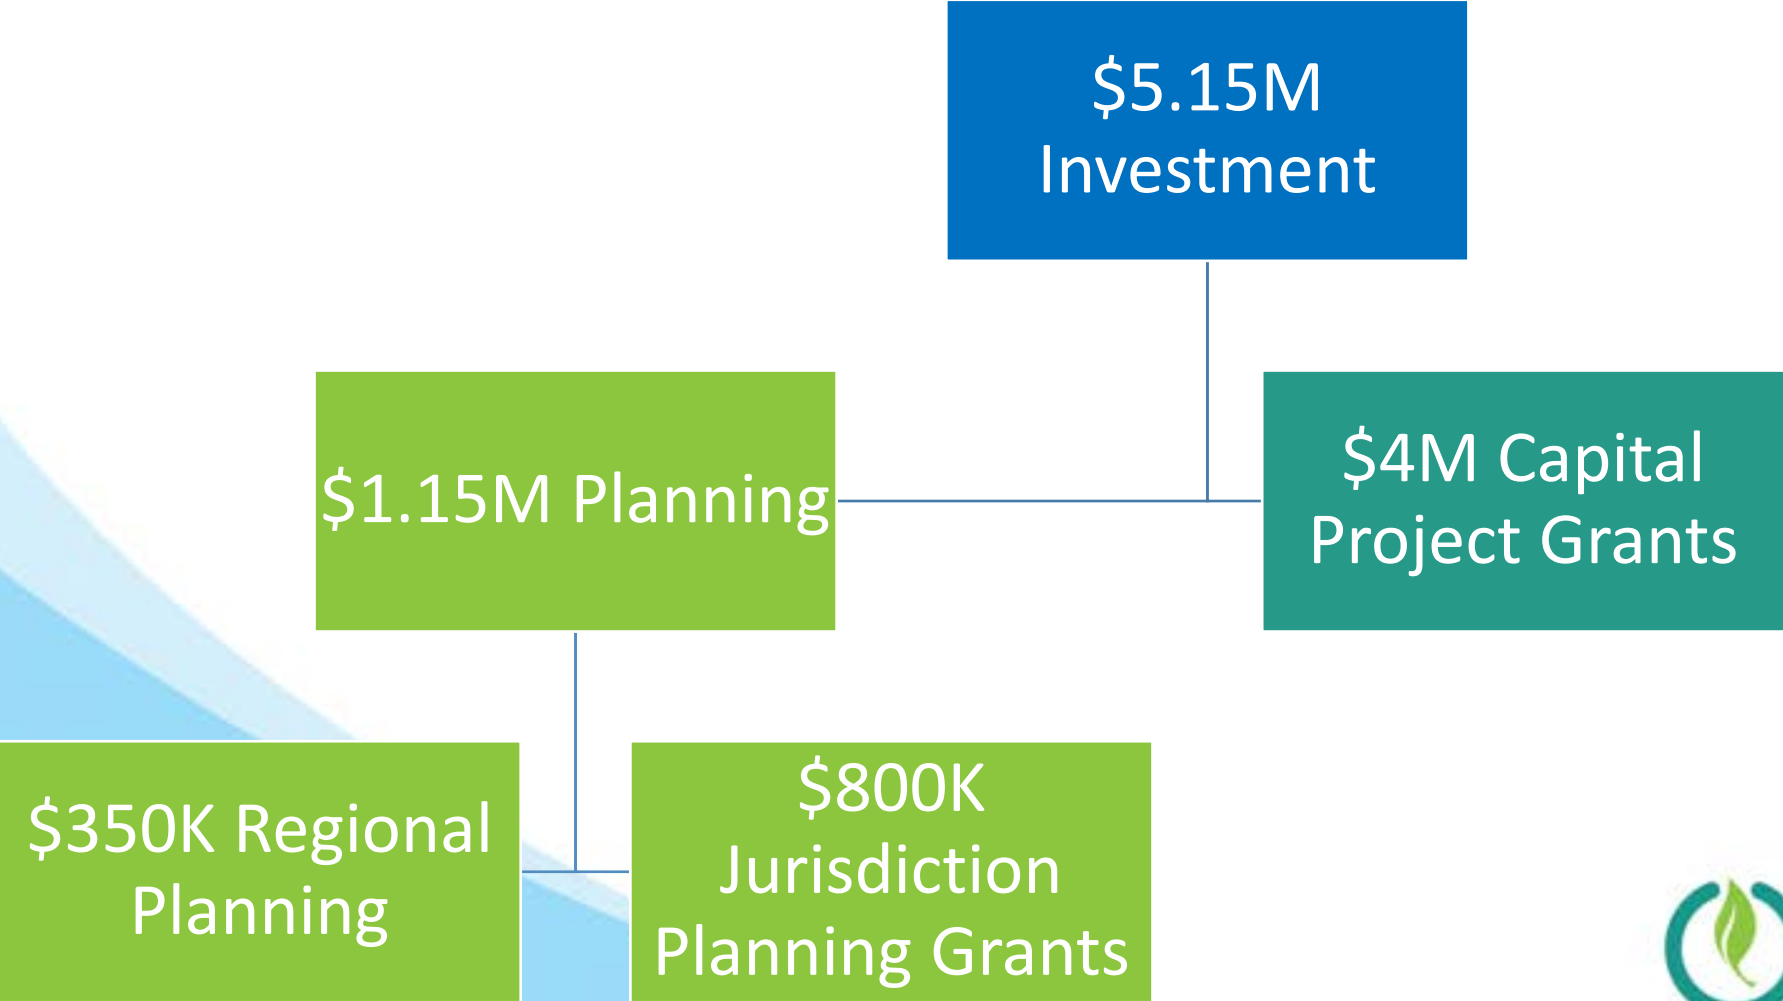 $5.15M
Investment
$1.15M Planning
$4M Capital
Project Grants
$350K Regional
Planning
$800K
Jurisdiction
Planning Grants